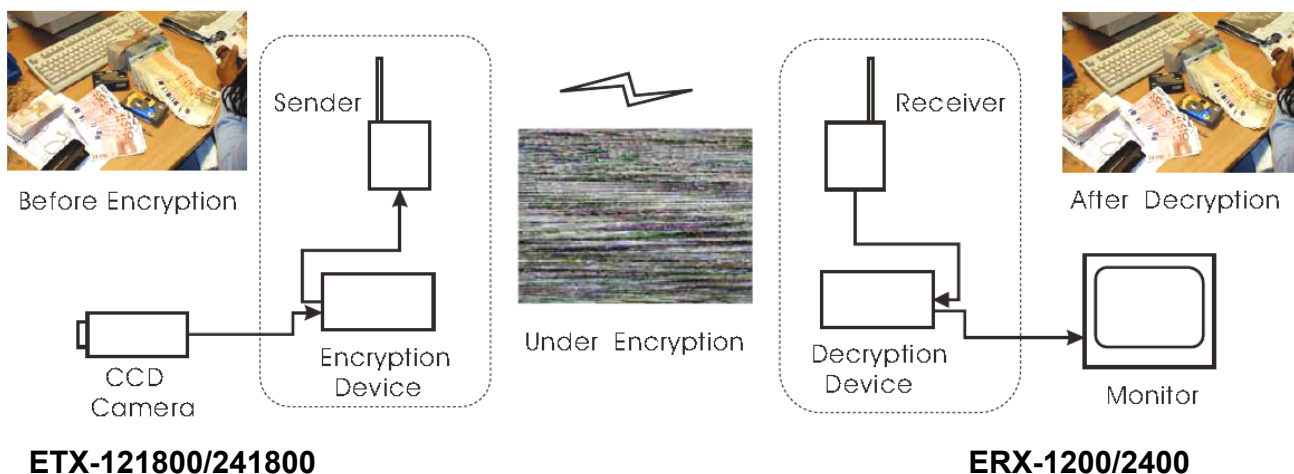 Sender
Receiver
Before Encryption
After Decryption
Under Encryption
Encryption
Device
Decryption
Device
CCD
Camera
Monitor
ETX-121800/241800
ERX-1200/2400